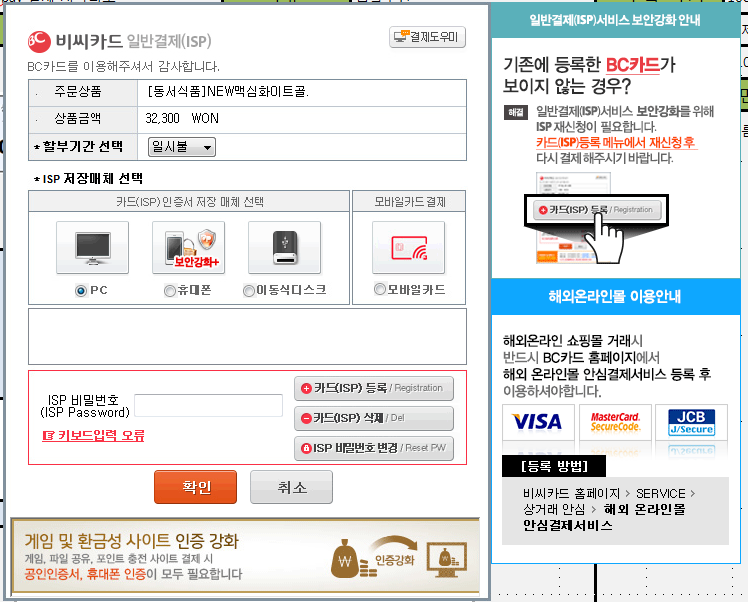 비씨카드 일반결제(ISP)
결제도우미
BC카드를 이용해주셔서 감사합니다.
주문상품 [동서식품]NEW맥심화이트골.
상품금액 32,300 WON
* 할부기간 선택 일시불
* ISP 저장매체 선택
카드(ISP)인증서 저장 매체 선택
모바일카드결제
보안강화+
PC
휴대폰
이동식디스크
모바일카드
ISP 비밀번호
(ISP Password)
키보드입력 오류
카드(ISP) 등록 / Registration
카드(ISP) 삭제 / Del
ISP 비밀번호 변경 / Reset PW
확인
취소
게임 및 환금성 사이트 인증 강화
게임, 파일 공유, 포인트 충전 사이트 결제 시
공인인증서, 휴대폰 인증이 모두 필요합니다
W
인증강화
일반결제(ISP)서비스 보안강화 안내
기존에 등록한 BC카드가
보이지 않는 경우?
해결
일반결제(ISP)서비스 보안강화를 위해
ISP 재신청이 필요합니다.
카드(ISP)등록 메뉴에서 재신청 후
다시 결제 해주시기 바랍니다.
카드(ISP) 등록 / Registration
해외온라인몰 이용안내
해외온라인 쇼핑몰 거래시
반드시 BC카드 홈페이지에서
해외 온라인몰 안심결제서비스 등록 후
이용하셔야합니다.
VISA
MasterCard.
SecureCode.
JCB
J/Secure
[등록 방법]
비씨카드 홈페이지 > SERVICE >
상거래 안심 > 해외 온라인몰
안심결제서비스